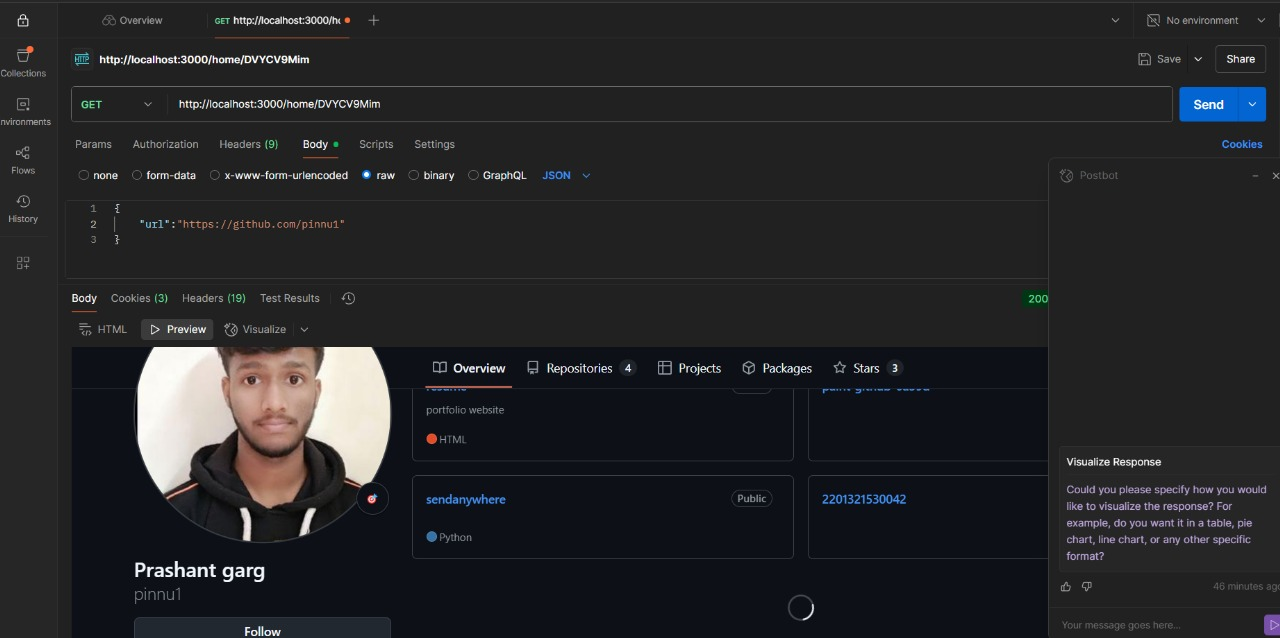 Overview
GET http://localhost:3000/h
No environment
Collections
HTTP http://localhost:3000/home/DVYCV9Mim
Save
Share
GET
http://localhost:3000/home/DVYCV9Mim
Send
nvironments
Params Authorization Headers (9) Body Scripts Settings
Cookies
none form-data x-www-form-urlencoded raw binary GraphQL JSON
Flows
Postbot
History
1 {
2 "url":"https://github.com/pinnu1"
3 }
Body Cookies (3) Headers (19) Test Results
200
HTML Preview Visualize
Overview Repositories 4 Projects Packages Stars 3
portfolio website
HTML
sendanywhere
Public
2201321530042
Python
Prashant garg
pinnu1
Follow
Visualize Response
Could you please specify how you would
like to visualize the response? For
example, do you want it in a table, pie
chart, line chart, or any other specific
format?
46 minutes ago
Your message goes here...